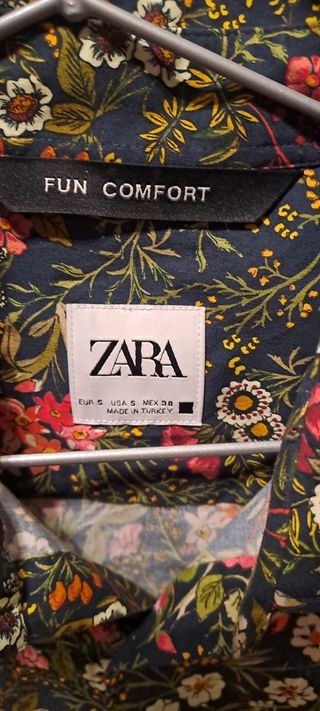 FUN COMFORT
ZARA
EUR S USA S MEX 38
MADE IN TURKEY